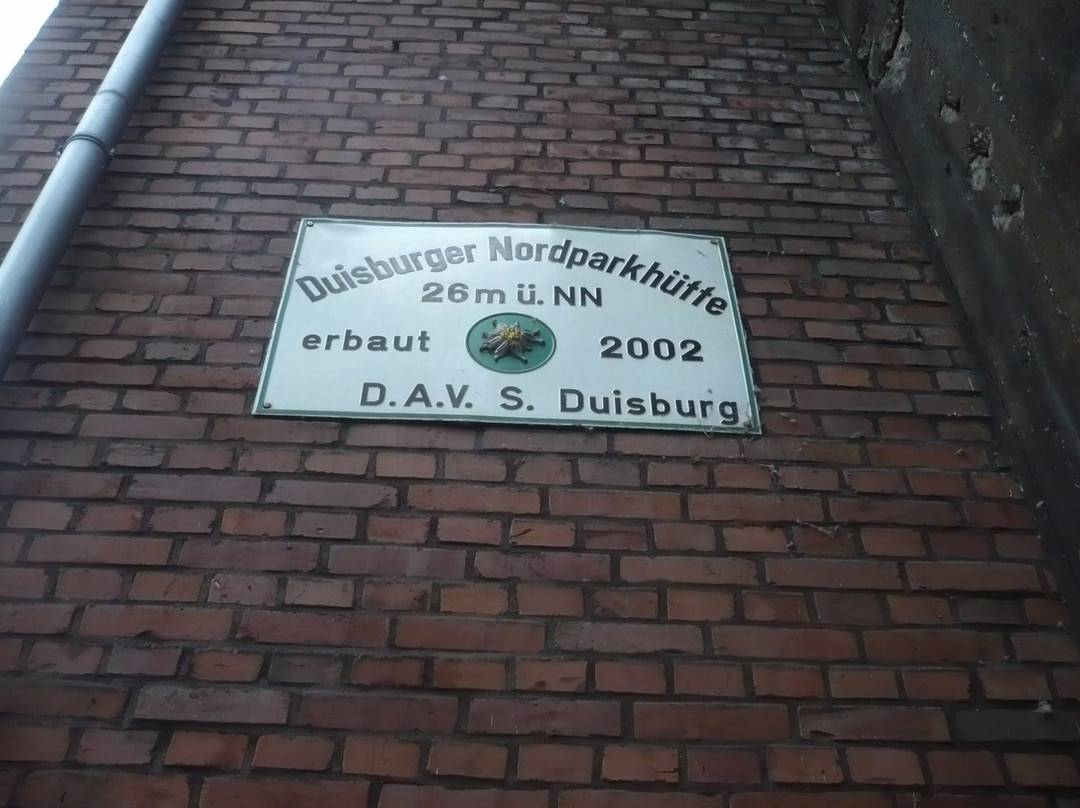 Duisburger Nordparkhütte
26m ü. NN
erbaut 2002
D.A.V. S. Duisburg